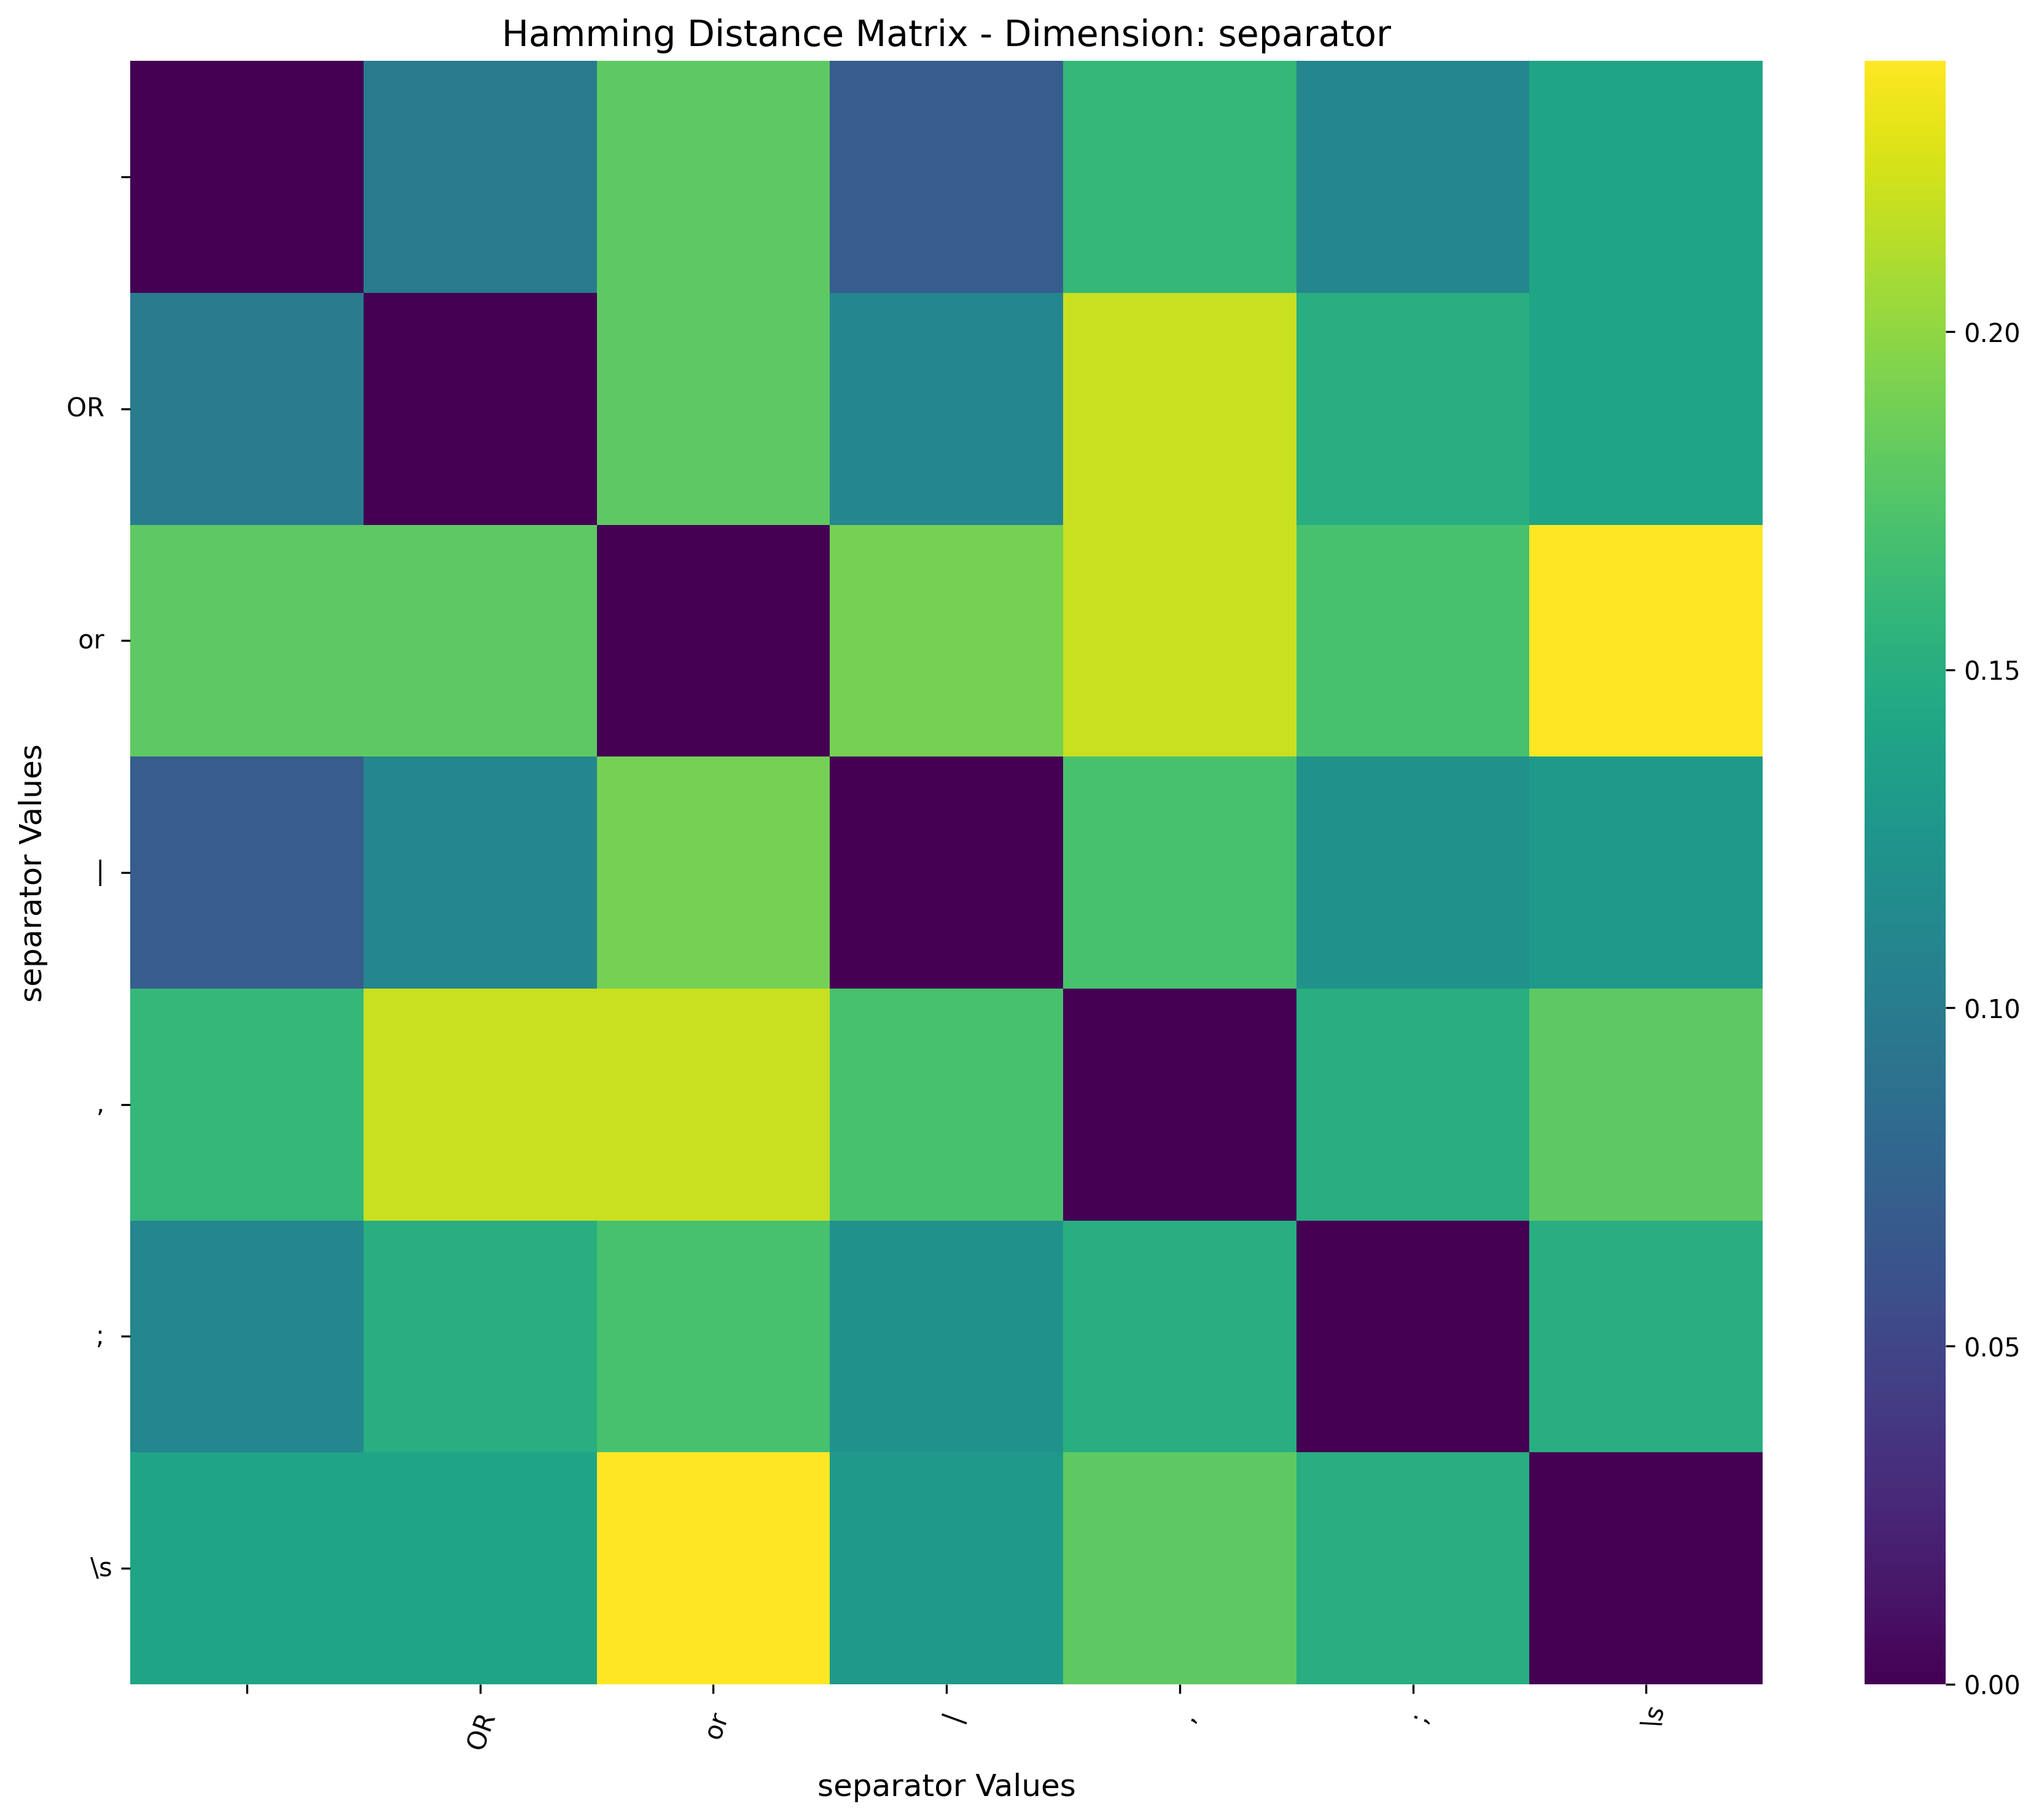 Hamming Distance Matrix - Dimension: separator
OR
or
|
,
;
\s
separator Values
OR
or
|
,
;
\s
separator Values
0.20
0.15
0.10
0.05
0.00